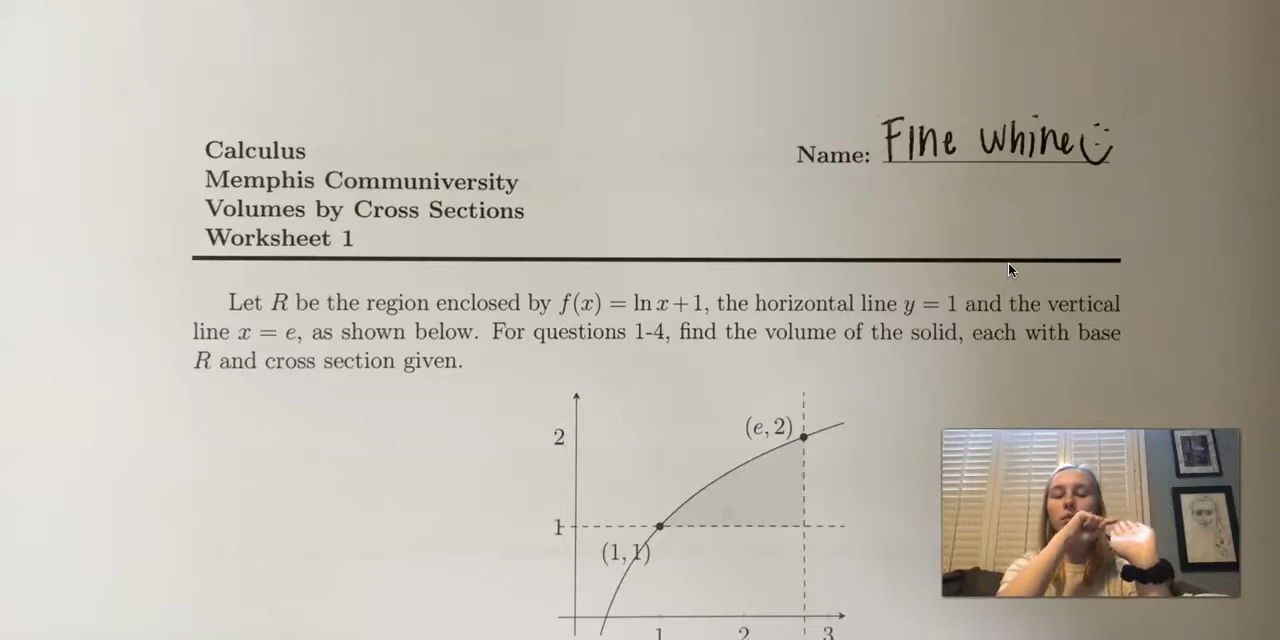 Calculus
Name: Fine Whine
Memphis Communiversity
Volumes by Cross Sections
Worksheet 1
Let R be the region enclosed by f(x) = ln x + 1, the horizontal line y = 1 and the vertical
line x = e, as shown below. For questions 1-4, find the volume of the solid, each with base
R and cross section given.
(e, 2)
2
1
(1, 1)
1 2 3